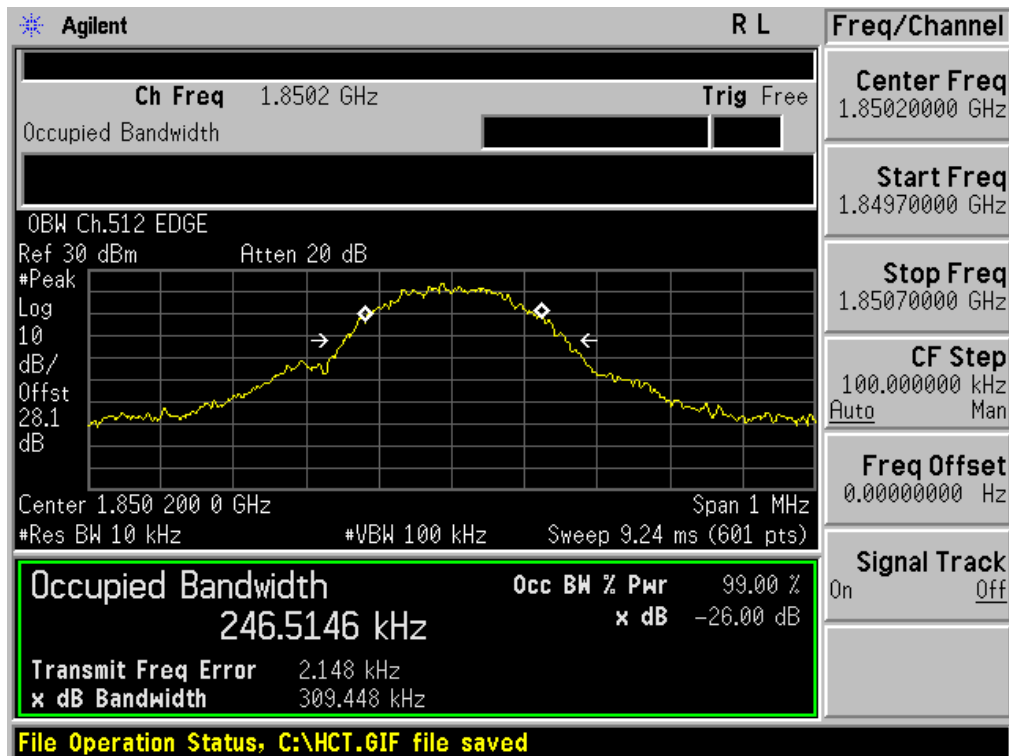 Agilent R L
Ch Freq 1.8502 GHz Trig Free
Occupied Bandwidth
OBW Ch.512 EDGE
Ref 30 dBm Atten 20 dB
#Peak
Log
10
dB/
Offst
28.1
dB
Center 1.850 200 0 GHz Span 1 MHz
#Res BW 10 kHz #VBW 100 kHz Sweep 9.24 ms (601 pts)
Occupied Bandwidth Occ BW % Pwr 99.00 %
246.5146 kHz x dB -26.00 dB
Transmit Freq Error 2.148 kHz
x dB Bandwidth 309.448 kHz
File Operation Status, C:\HCT.GIF file saved
Freq/Channel
Center Freq
1.85020000 GHz
Start Freq
1.84970000 GHz
Stop Freq
1.85070000 GHz
CF Step
100.000000 kHz
Auto Man
Freq Offset
0.00000000 Hz
Signal Track
On Off